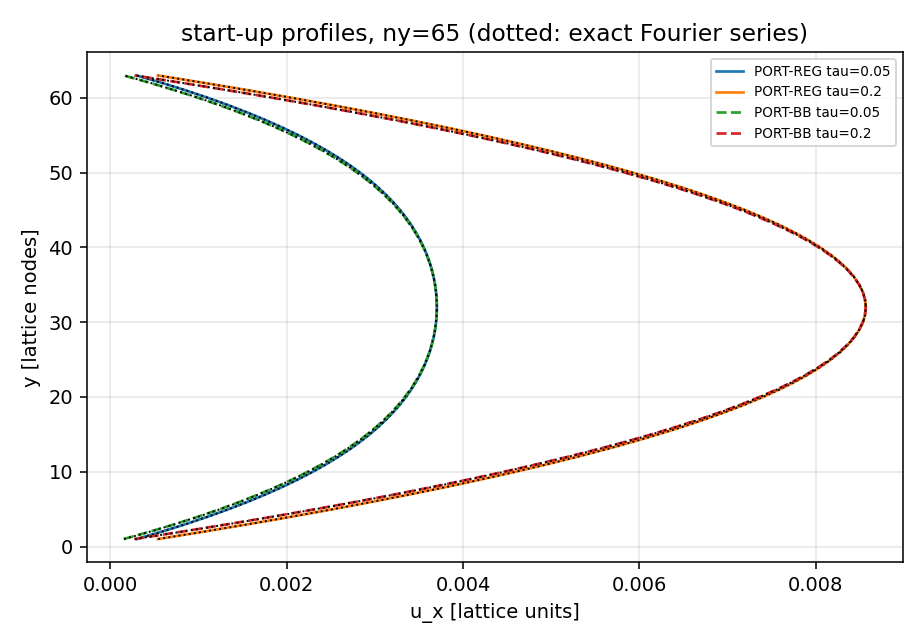 start-up profiles, ny=65 (dotted: exact Fourier series)
PORT-REG tau=0.05
PORT-REG tau=0.2
PORT-BB tau=0.05
PORT-BB tau=0.2
y [lattice nodes]
60
50
40
30
20
10
0
0.000
0.002
0.004
0.006
0.008
u_x [lattice units]